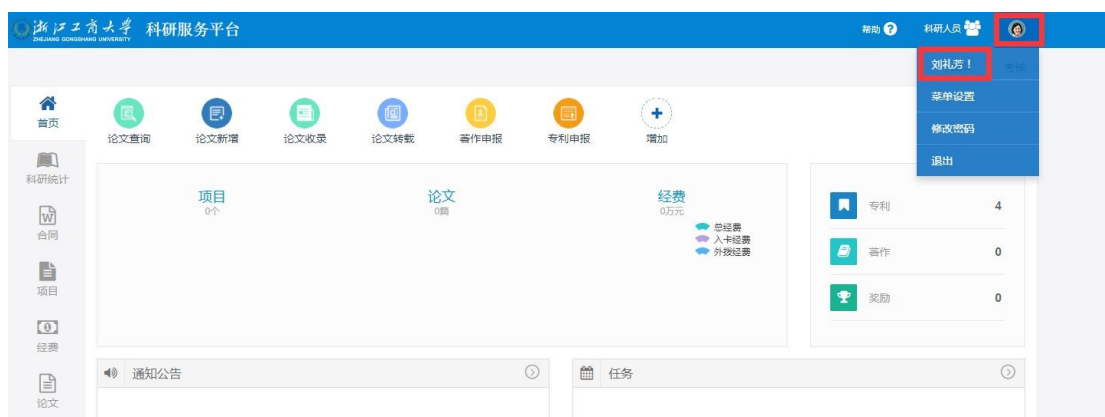 浙江工商大学 科研服务平台 帮助 科研人员
ZHEJIANG GONGSHANG UNIVERSITY
刘礼芳！
菜单设置
修改密码
退出
首页
论文查询 论文新增 论文收录 论文转载 著作申报 专利申报 增加
科研统计
合同
项目
经费
论文
项目
0个
论文
0篇
经费
0万元
总经费
入卡经费
外拨经费
专利 4
著作 0
奖励 0
通知公告
任务